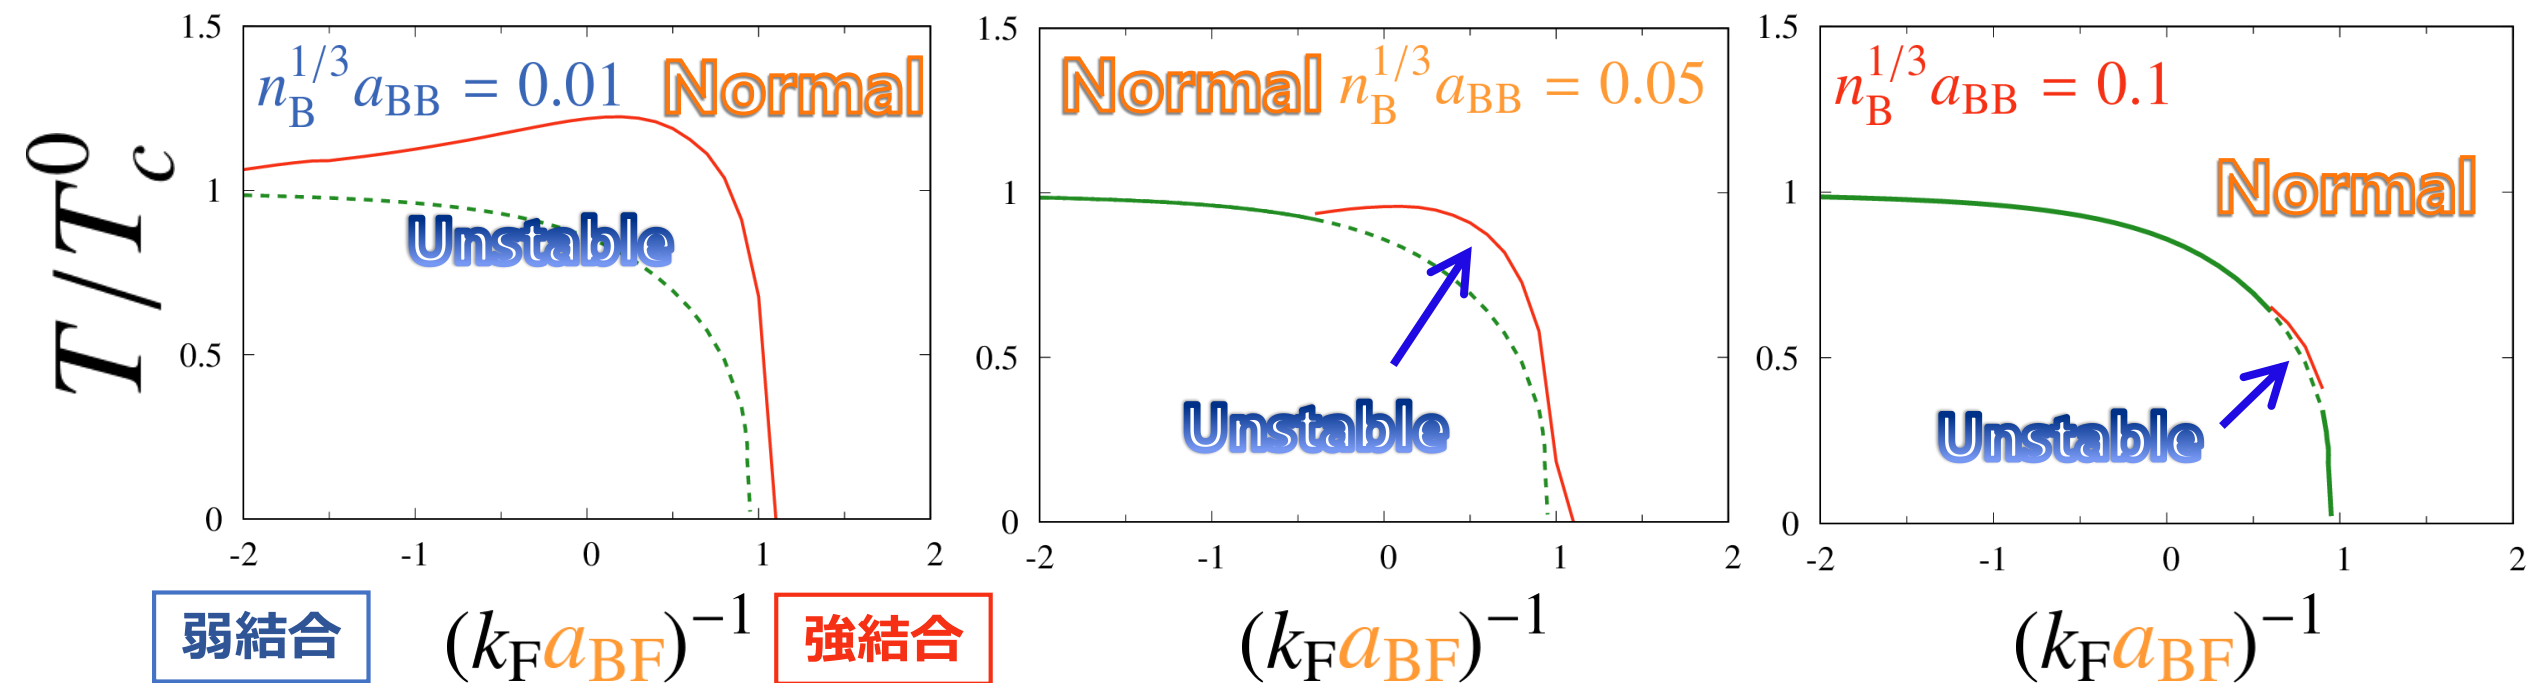 T/T_c^0
1.5
1
0.5
0
-2 -1 0 1 2
n_B^{1/3} a_BB = 0.01
Normal
Unstable
弱結合
(k_F a_BF)^{-1}
強結合
1.5
1
0.5
0
-2 -1 0 1 2
Normal
n_B^{1/3} a_BB = 0.05
Unstable
(k_F a_BF)^{-1}
1.5
1
0.5
0
-2 -1 0 1 2
n_B^{1/3} a_BB = 0.1
Normal
Unstable
(k_F a_BF)^{-1}